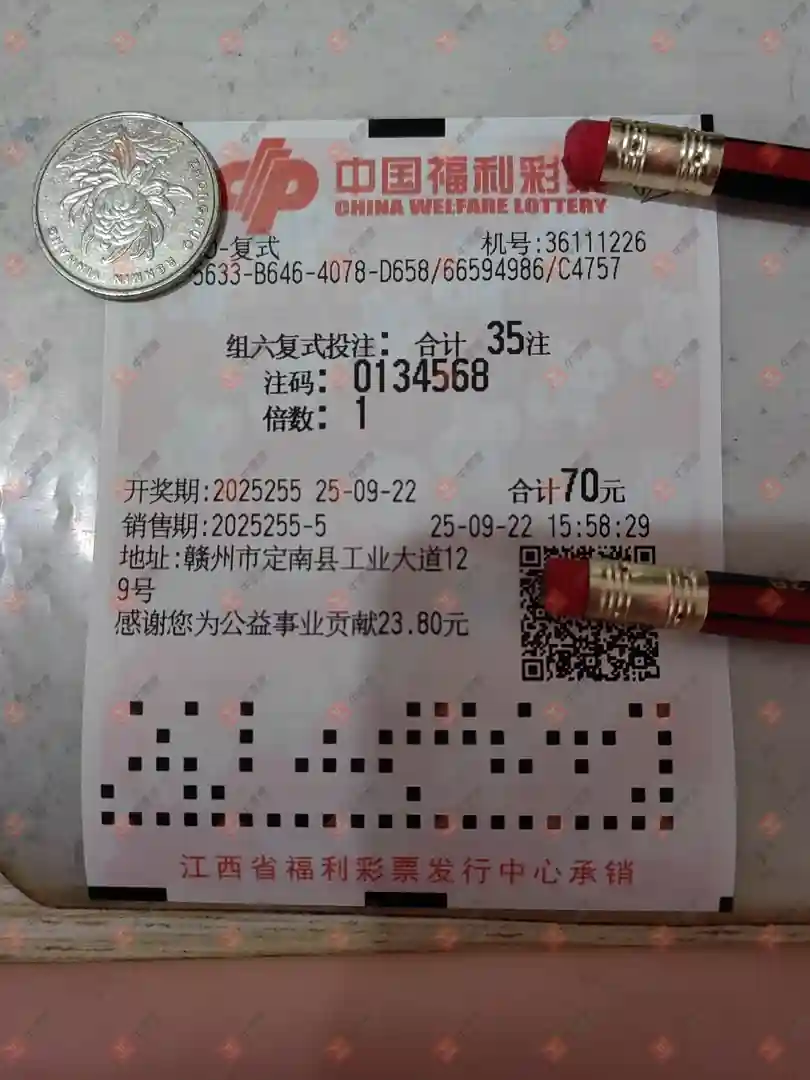 中国福利彩票
CHINA WELFARE LOTTERY
D-复式 机号:36111226
5633-B646-4078-D658/66594986/C4757
组六复式投注: 合计 35注
注码: 0134568
倍数: 1
开奖期:2025255 25-09-22 合计70元
销售期:2025255-5 25-09-22 15:58:29
地址:赣州市定南县工业大道12
9号
感谢您为公益事业贡献23.80元
江西省福利彩票发行中心承销